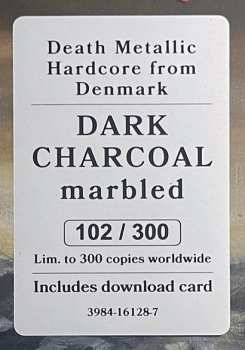 Death Metallic
Hardcore from
Denmark
DARK
CHARCOAL
marbled
102 / 300
Lim. to 300 copies worldwide
Includes download card
3984-16128-7